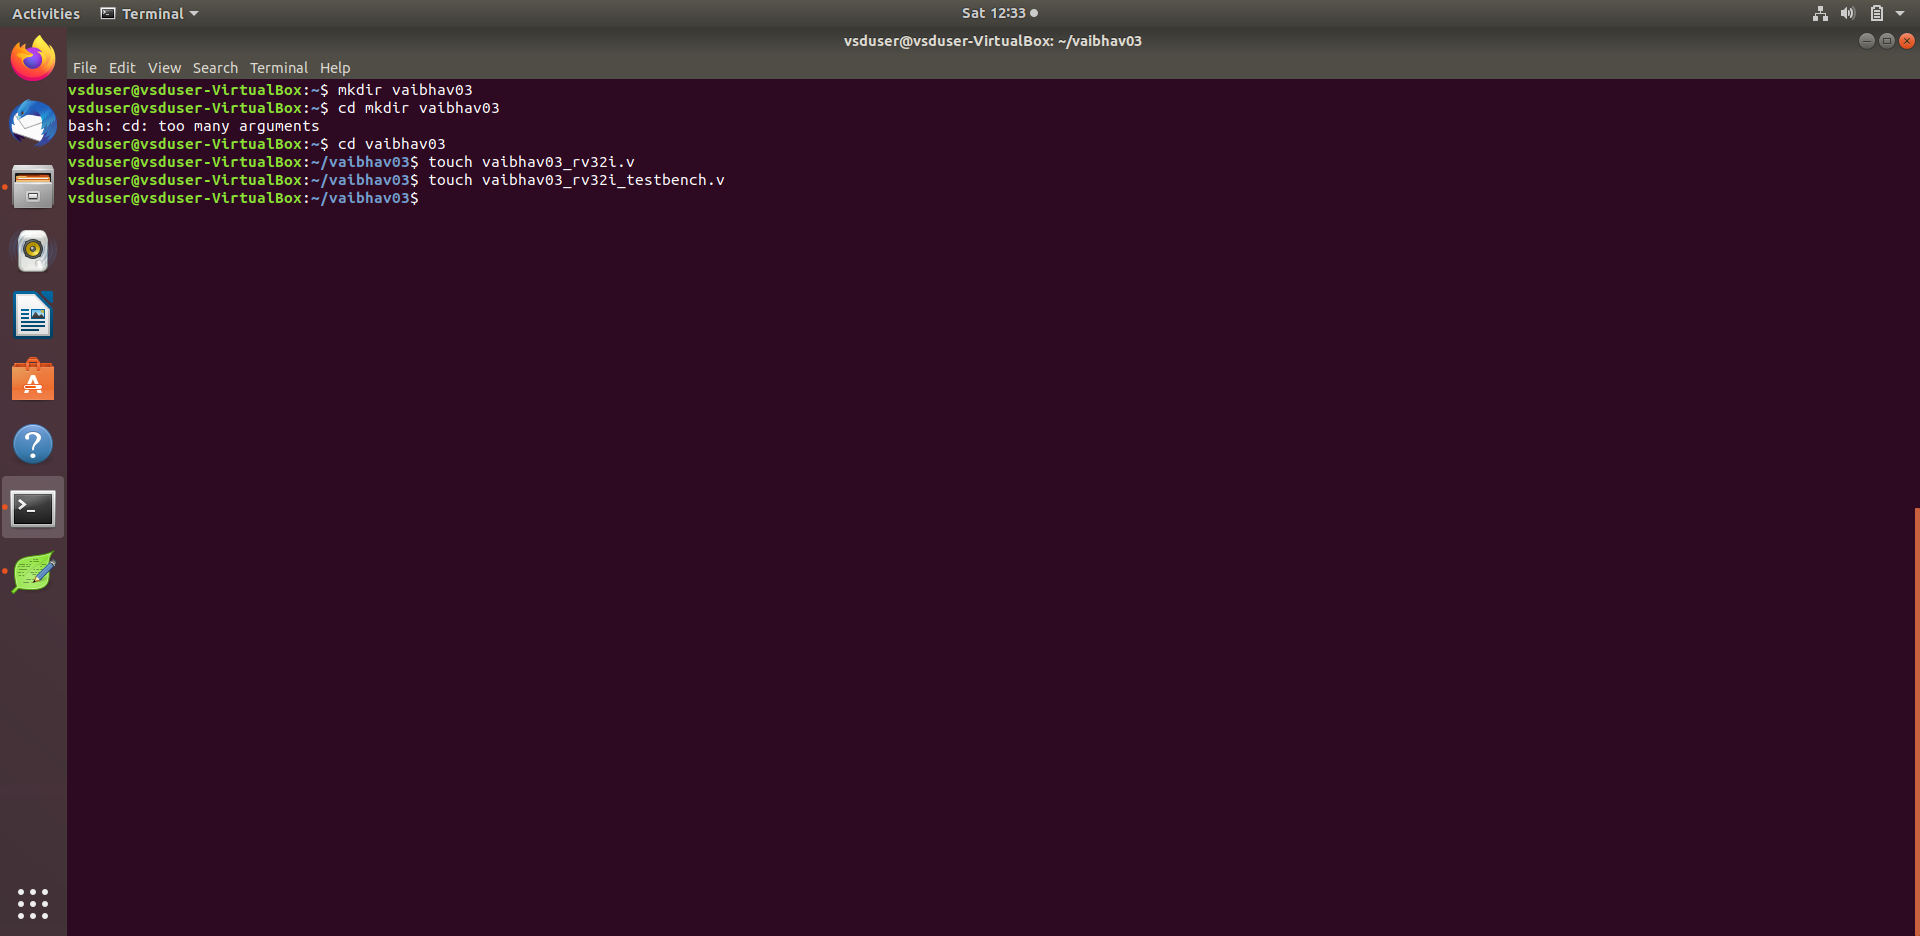 Activities Terminal Sat 12:33
vsduser@vsduser-VirtualBox: ~/vaibhav03
File Edit View Search Terminal Help
vsduser@vsduser-VirtualBox:~$ mkdir vaibhav03
vsduser@vsduser-VirtualBox:~$ cd mkdir vaibhav03
bash: cd: too many arguments
vsduser@vsduser-VirtualBox:~$ cd vaibhav03
vsduser@vsduser-VirtualBox:~/vaibhav03$ touch vaibhav03_rv32i.v
vsduser@vsduser-VirtualBox:~/vaibhav03$ touch vaibhav03_rv32i_testbench.v
vsduser@vsduser-VirtualBox:~/vaibhav03$